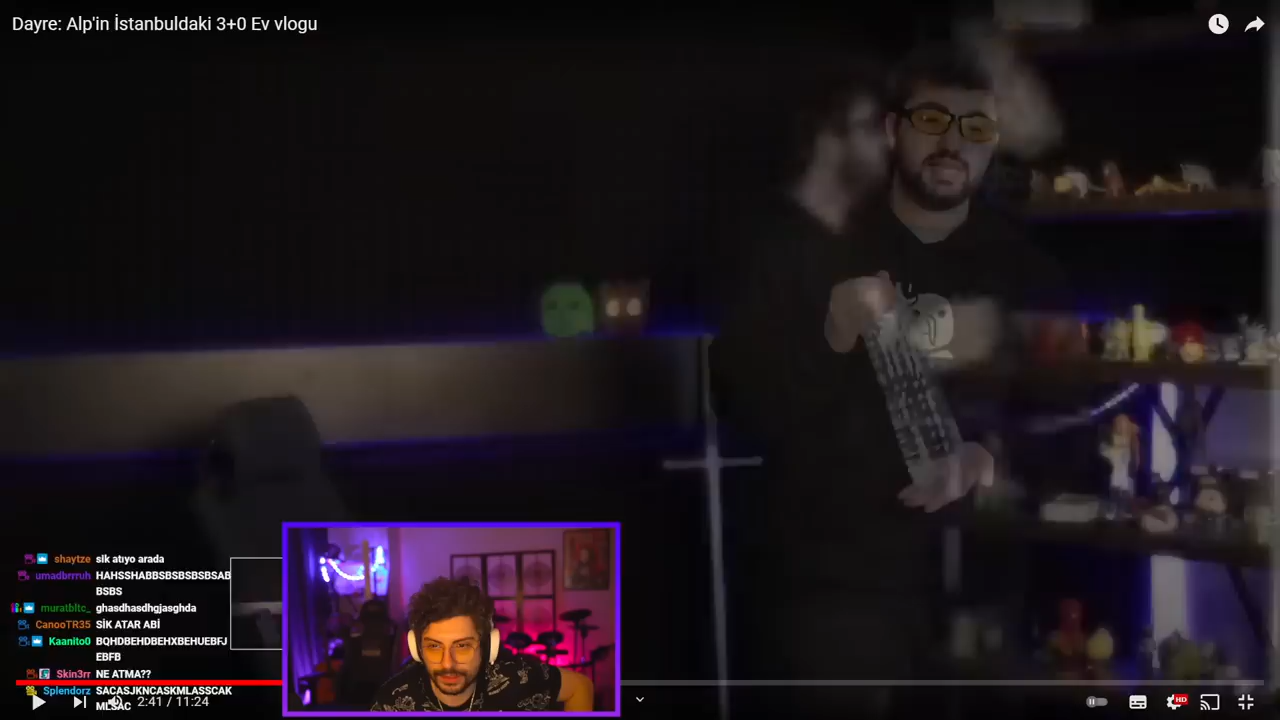 Dayre: Alp'in İstanbuldaki 3+0 Ev vlogu
shaytze sIk atıyo arada
umadbrrruh HAHSSHABBSBSBSBSBSAB
BSBS
muratbltc_ ghasdhasdhgjasghda
CanooTR35 SİK ATAR ABİ
Kaanito0 BQHDBEHDBEHXBEHUEBFJ
EBFB
Skin3rr NE ATMA??
Splendorz SACASJKNCASKMLASSCAK
MLSAC
2:41 / 11:24
HD